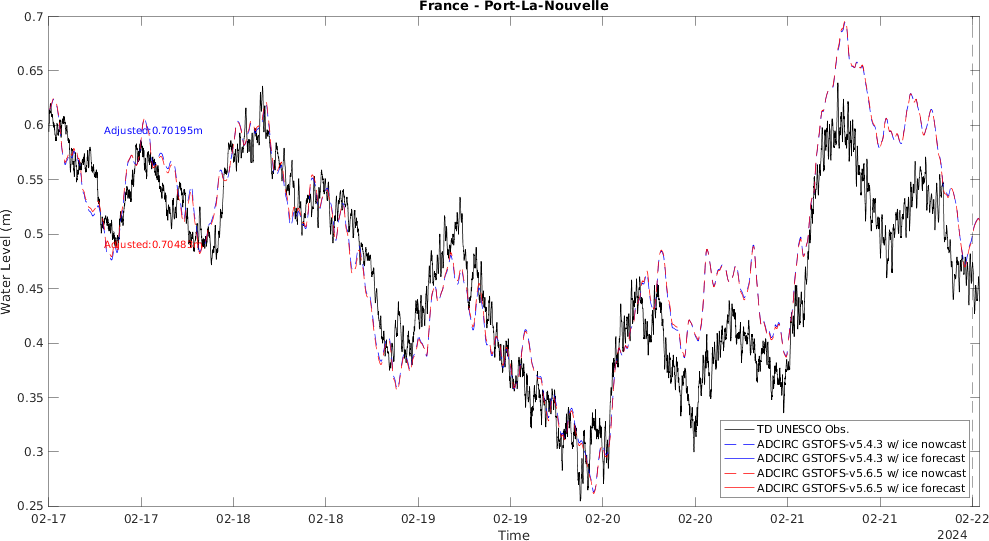 France - Port-La-Nouvelle
0.7
0.65
0.6
0.55
0.5
0.45
0.4
0.35
0.3
0.25
Water Level (m)
Adjusted:0.70195m
Adjusted:0.70485m
TD UNESCO Obs.
ADCIRC GSTOFS-v5.4.3 w/ ice nowcast
ADCIRC GSTOFS-v5.4.3 w/ ice forecast
ADCIRC GSTOFS-v5.6.5 w/ ice nowcast
ADCIRC GSTOFS-v5.6.5 w/ ice forecast
02-17 02-17 02-18 02-18 02-19 02-19 02-20 02-20 02-21 02-21 02-22
Time
2024